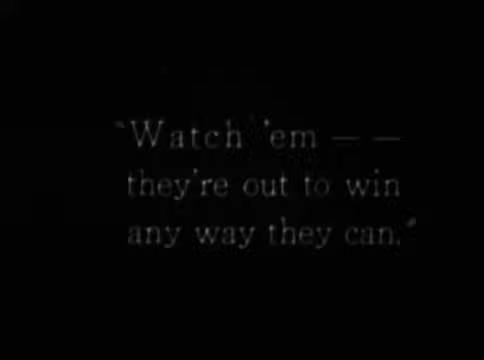 "Watch 'em — —
they're out to win
any way they can."